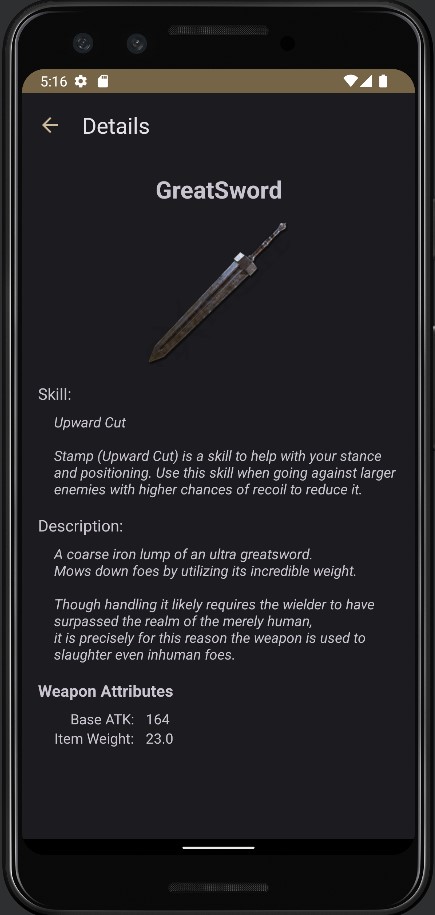 5:16
Details
GreatSword
Skill:
Upward Cut
Stamp (Upward Cut) is a skill to help with your stance
and positioning. Use this skill when going against larger
enemies with higher chances of recoil to reduce it.
Description:
A coarse iron lump of an ultra greatsword.
Mows down foes by utilizing its incredible weight.
Though handling it likely requires the wielder to have
surpassed the realm of the merely human,
it is precisely for this reason the weapon is used to
slaughter even inhuman foes.
Weapon Attributes
Base ATK: 164
Item Weight: 23.0